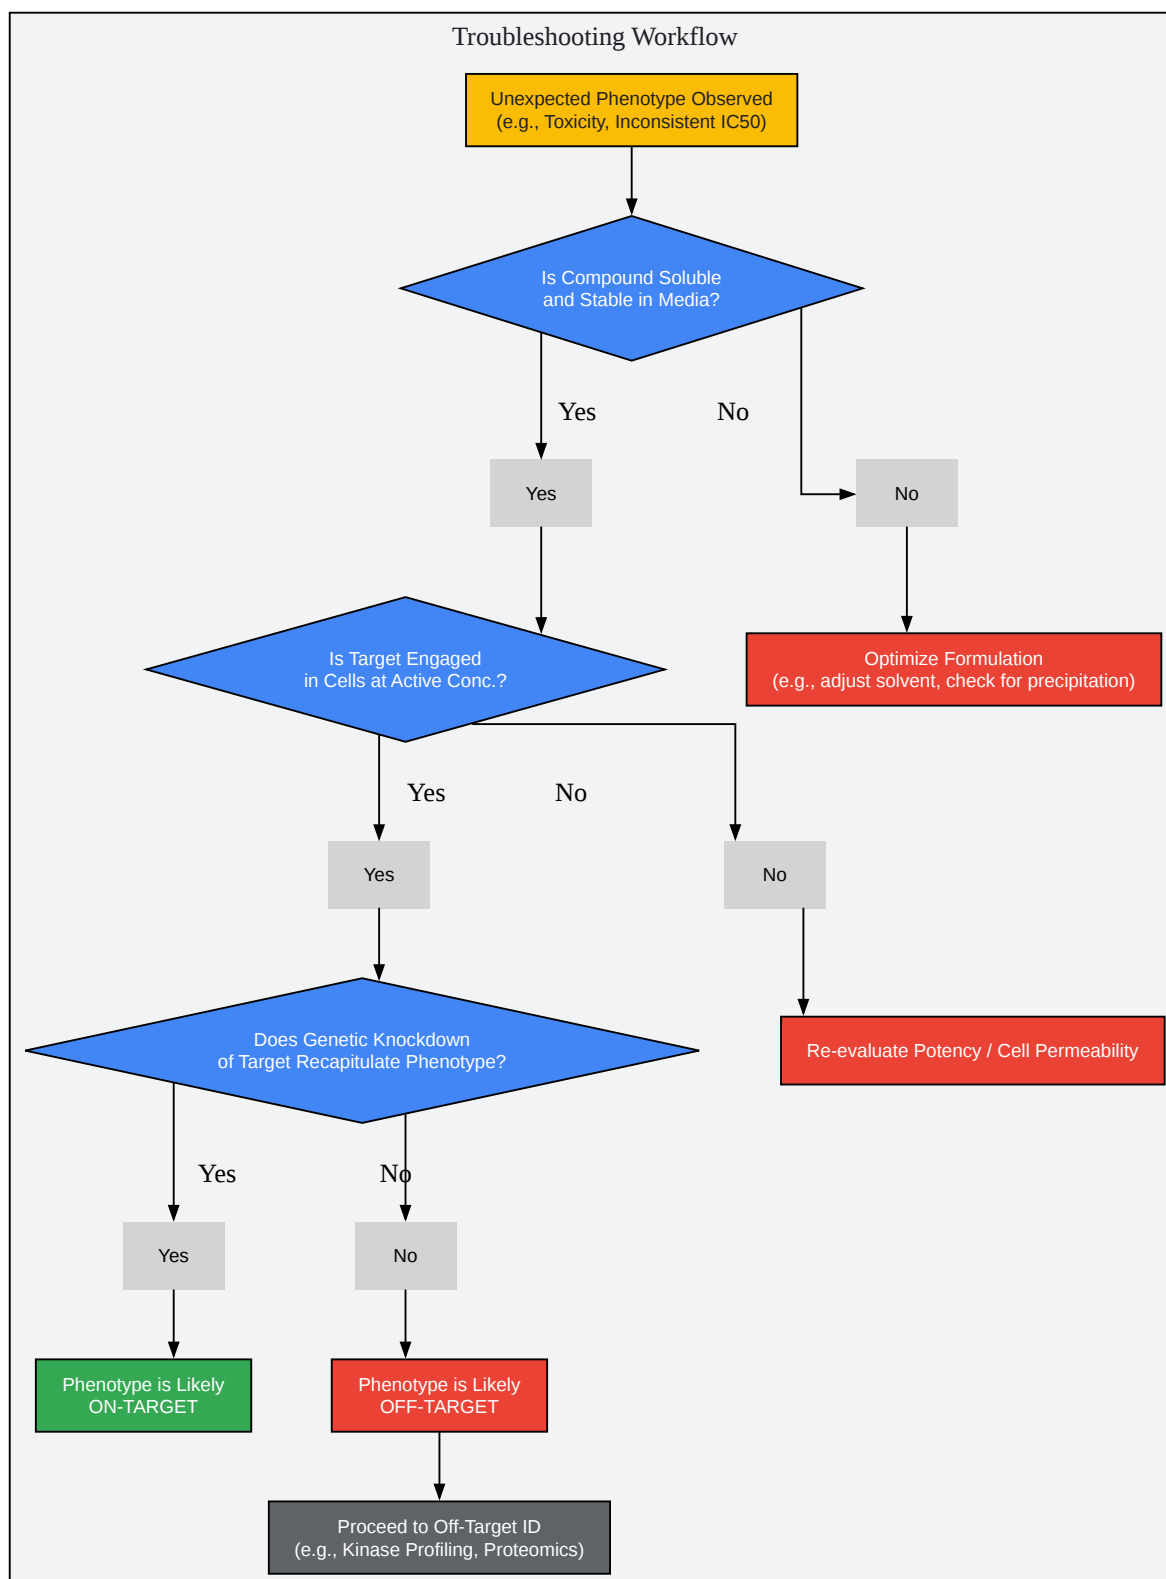 Troubleshooting Workflow
Unexpected Phenotype Observed
(e.g., Toxicity, Inconsistent IC50)
Is Compound Soluble
and Stable in Media?
Yes
No
Yes
No
Is Target Engaged
in Cells at Active Conc.?
Optimize Formulation
(e.g., adjust solvent, check for precipitation)
Yes
No
Yes
No
Does Genetic Knockdown
of Target Recapitulate Phenotype?
Re-evaluate Potency / Cell Permeability
Yes
No
Yes
No
Phenotype is Likely
ON-TARGET
Phenotype is Likely
OFF-TARGET
Proceed to Off-Target ID
(e.g., Kinase Profiling, Proteomics)